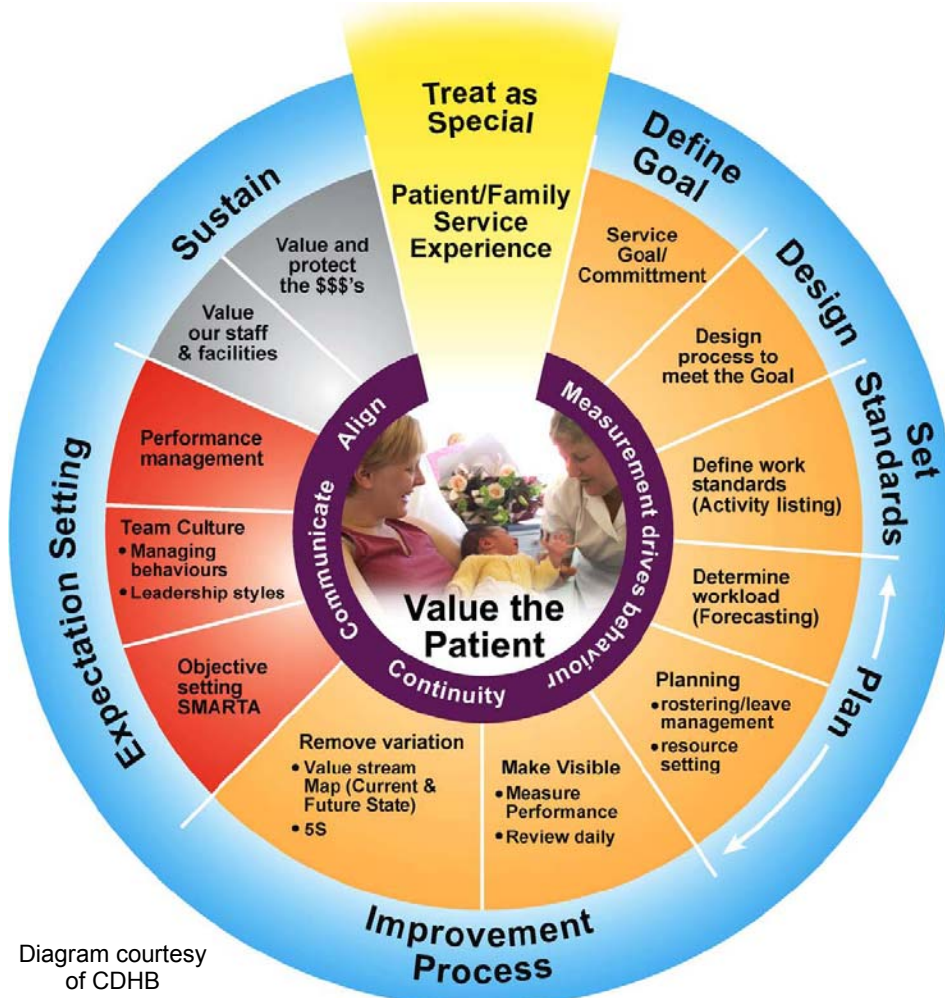 Treat as
Special
Patient/Family
Service
Experience
Define
Goal
Service
Goal/
Committment
Design
Design
process to
meet the Goal
Set
Standards
Define work
standards
(Activity listing)
Plan
Determine
workload
(Forecasting)
Planning
•rostering/leave
management
•resource
setting
Improvement
Process
Make Visible
• Measure
Performance
• Review daily
Remove variation
• Value stream
Map (Current &
Future State)
• 5S
Expectation Setting
Objective
setting
SMARTA
Team Culture
• Managing
behaviours
• Leadership styles
Performance
management
Sustain
Value
our staff
& facilities
Value and
protect
the $$$'s
Measurement drives behaviour
Continuity
Communicate
Align
Value the
Patient
Diagram courtesy
of CDHB